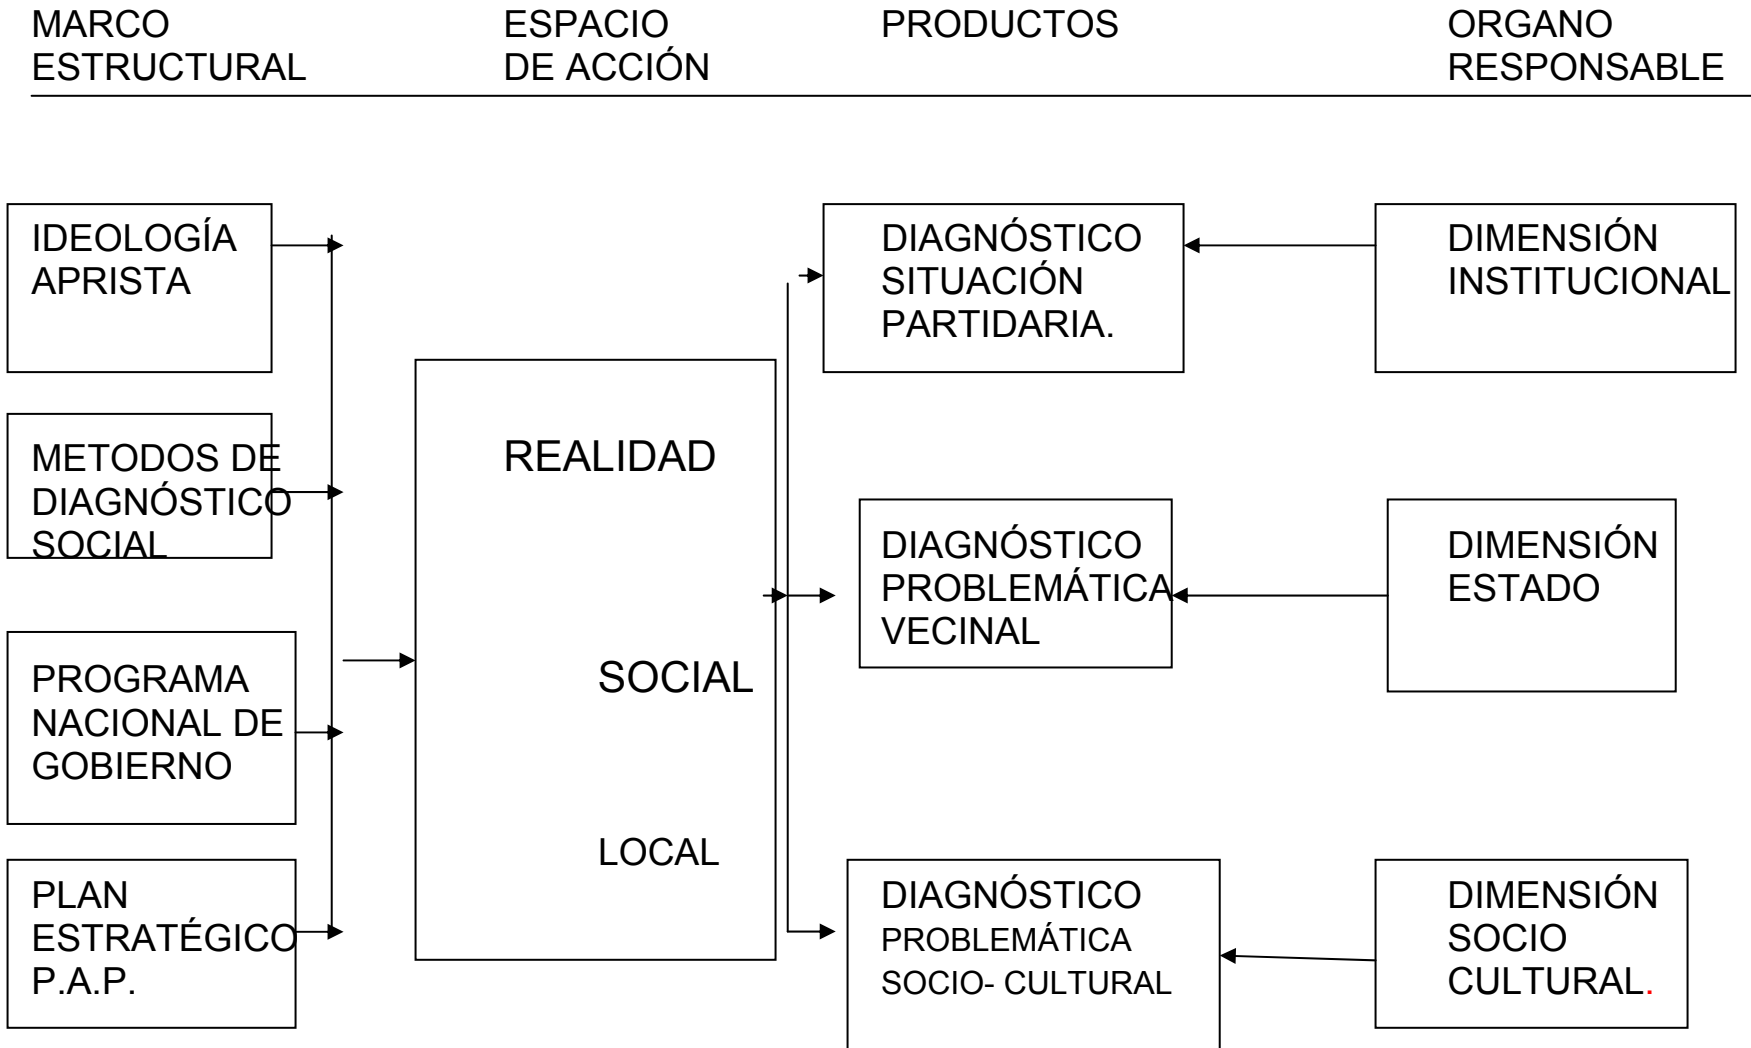 MARCO
ESTRUCTURAL
ESPACIO
DE ACCIÓN
PRODUCTOS
ORGANO
RESPONSABLE
IDEOLOGÍA
APRISTA
METODOS DE
DIAGNÓSTICO
SOCIAL
PROGRAMA
NACIONAL DE
GOBIERNO
PLAN
ESTRATÉGICO
P.A.P.
REALIDAD
SOCIAL
LOCAL
DIAGNÓSTICO
SITUACIÓN
PARTIDARIA.
DIAGNÓSTICO
PROBLEMÁTICA
VECINAL
DIAGNÓSTICO
PROBLEMÁTICA
SOCIO- CULTURAL
DIMENSIÓN
INSTITUCIONAL
DIMENSIÓN
ESTADO
DIMENSIÓN
SOCIO
CULTURAL.